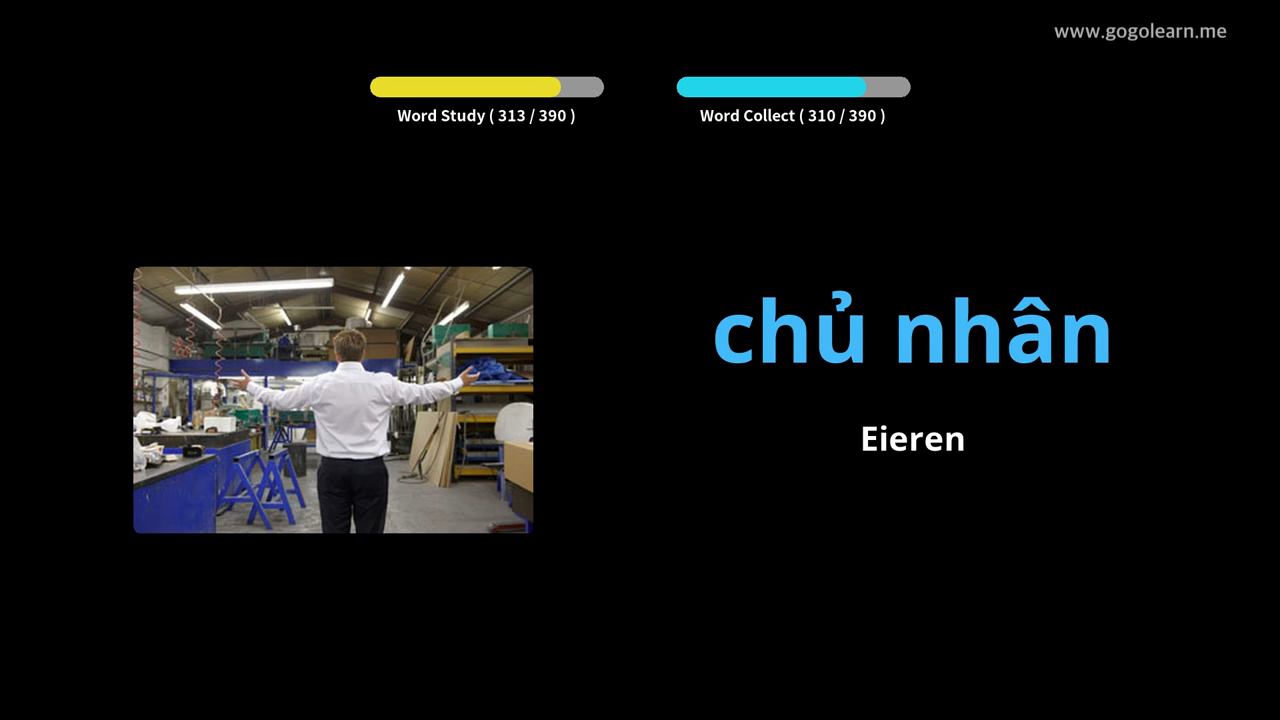 www.gogolearn.me
Word Study ( 313 / 390 )
Word Collect ( 310 / 390 )
chủ nhân
Eieren